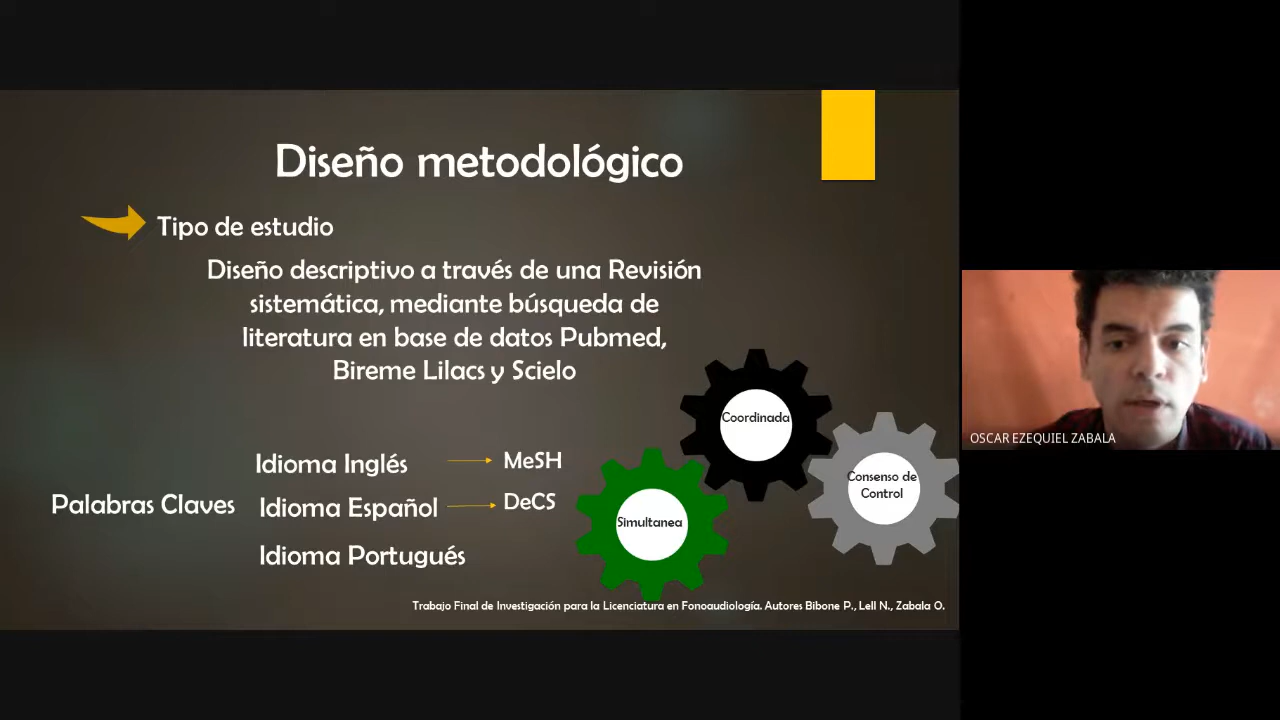 Diseño metodológico
Tipo de estudio
Diseño descriptivo a través de una Revisión
sistemática, mediante búsqueda de
literatura en base de datos Pubmed,
Bireme Lilacs y Scielo
Coordinada
Consenso de
Control
Simultanea
Palabras Claves
Idioma Inglés
MeSH
Idioma Español
DeCS
Idioma Portugués
Trabajo Final de Investigación para la Licenciatura en Fonoaudiología. Autores Bibone P., Lell N., Zabala O.
OSCAR EZEQUIEL ZABALA